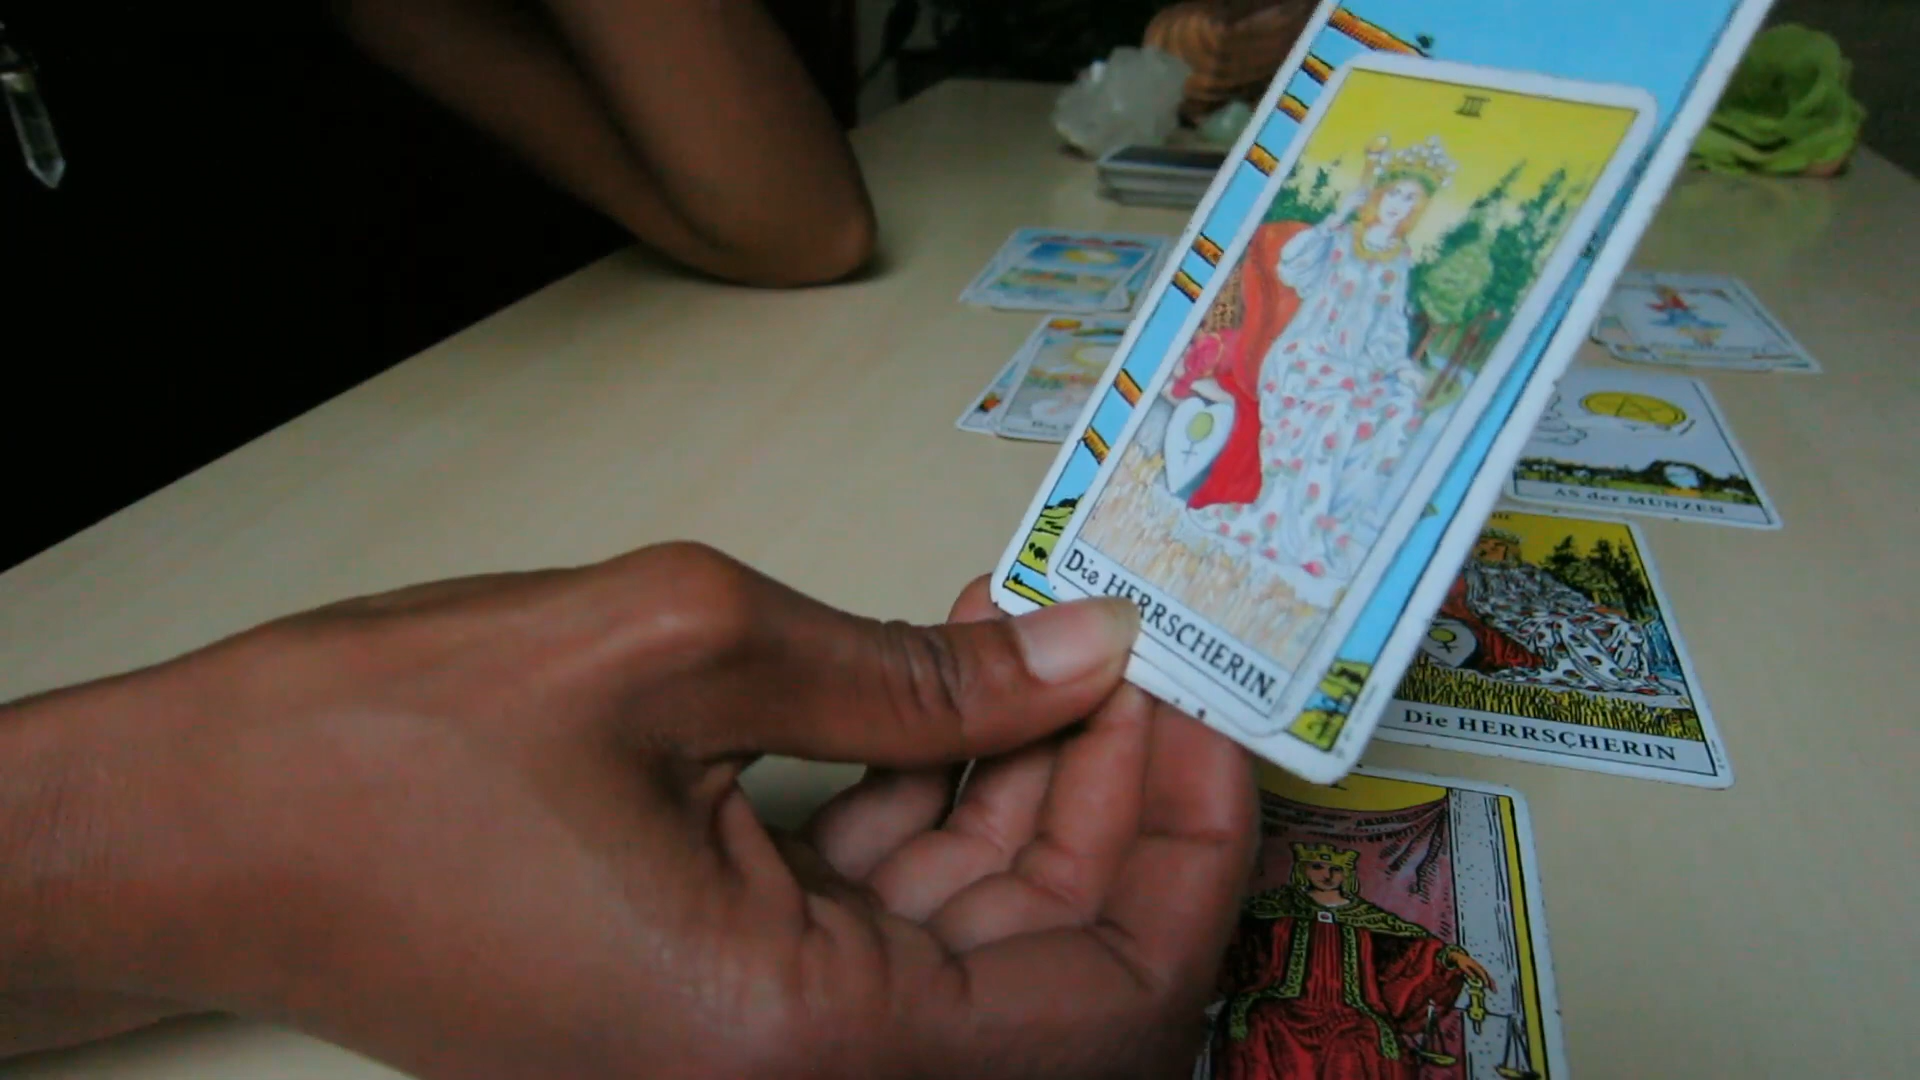 III
Die HERRSCHERIN.
AS der MÜNZEN
Die HERRSCHERIN